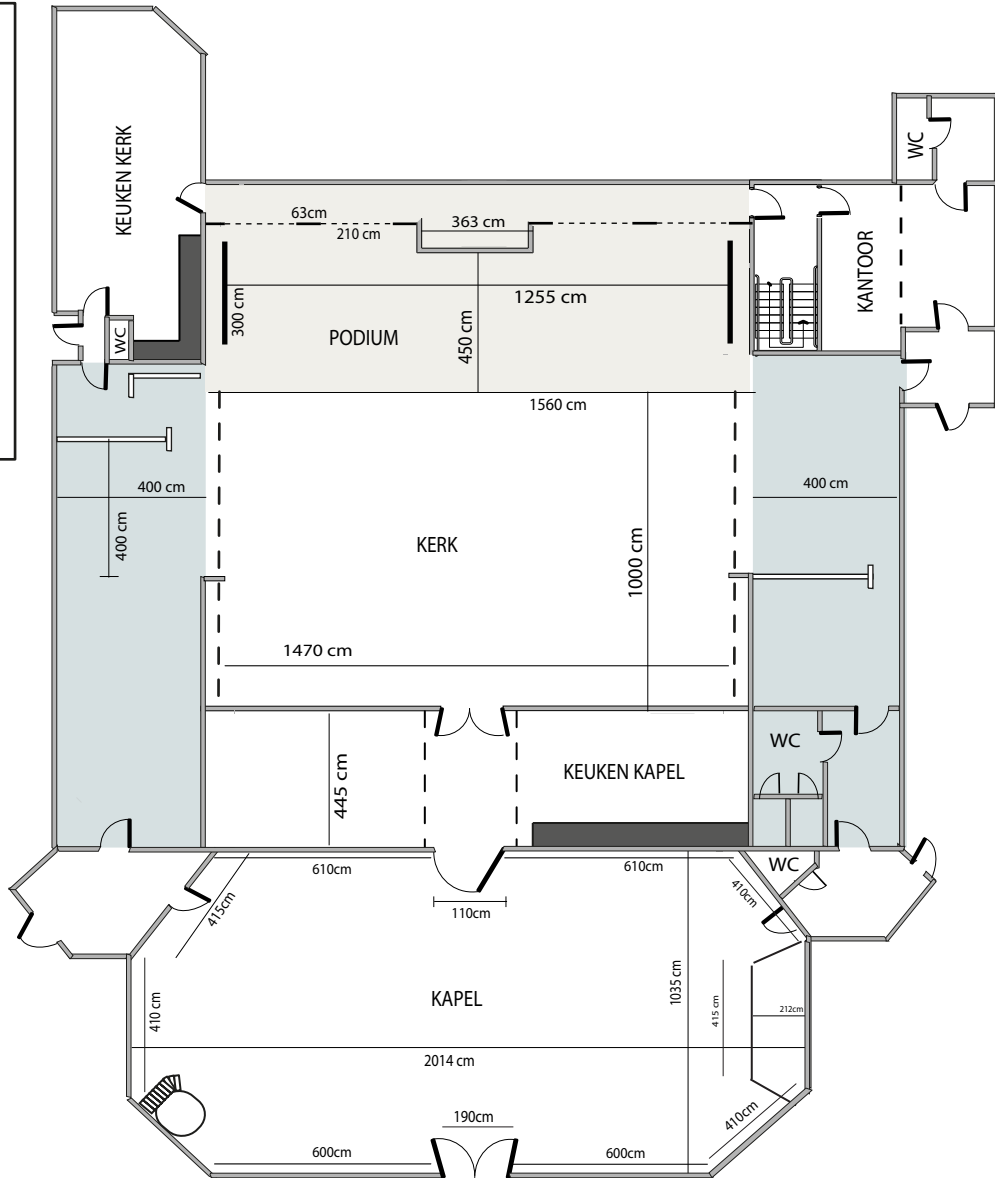 KEUKEN KERK
WC
63cm
210 cm
363 cm
1255 cm
300 cm
PODIUM
450 cm
KANTOOR
WC
1560 cm
400 cm
400 cm
400 cm
KERK
1000 cm
1470 cm
445 cm
KEUKEN KAPEL
WC
WC
610cm
610cm
415cm
110cm
410cm
410 cm
KAPEL
1035 cm
415 cm
212cm
2014 cm
190cm
410cm
600cm
600cm